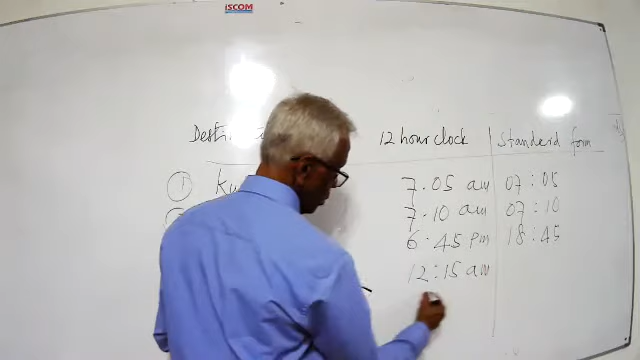 iSCOM
12 hour clock Standard form
① 7.05 am 07:05
7.10 am 07:10
6.45 Pm 18:45
12:15 am